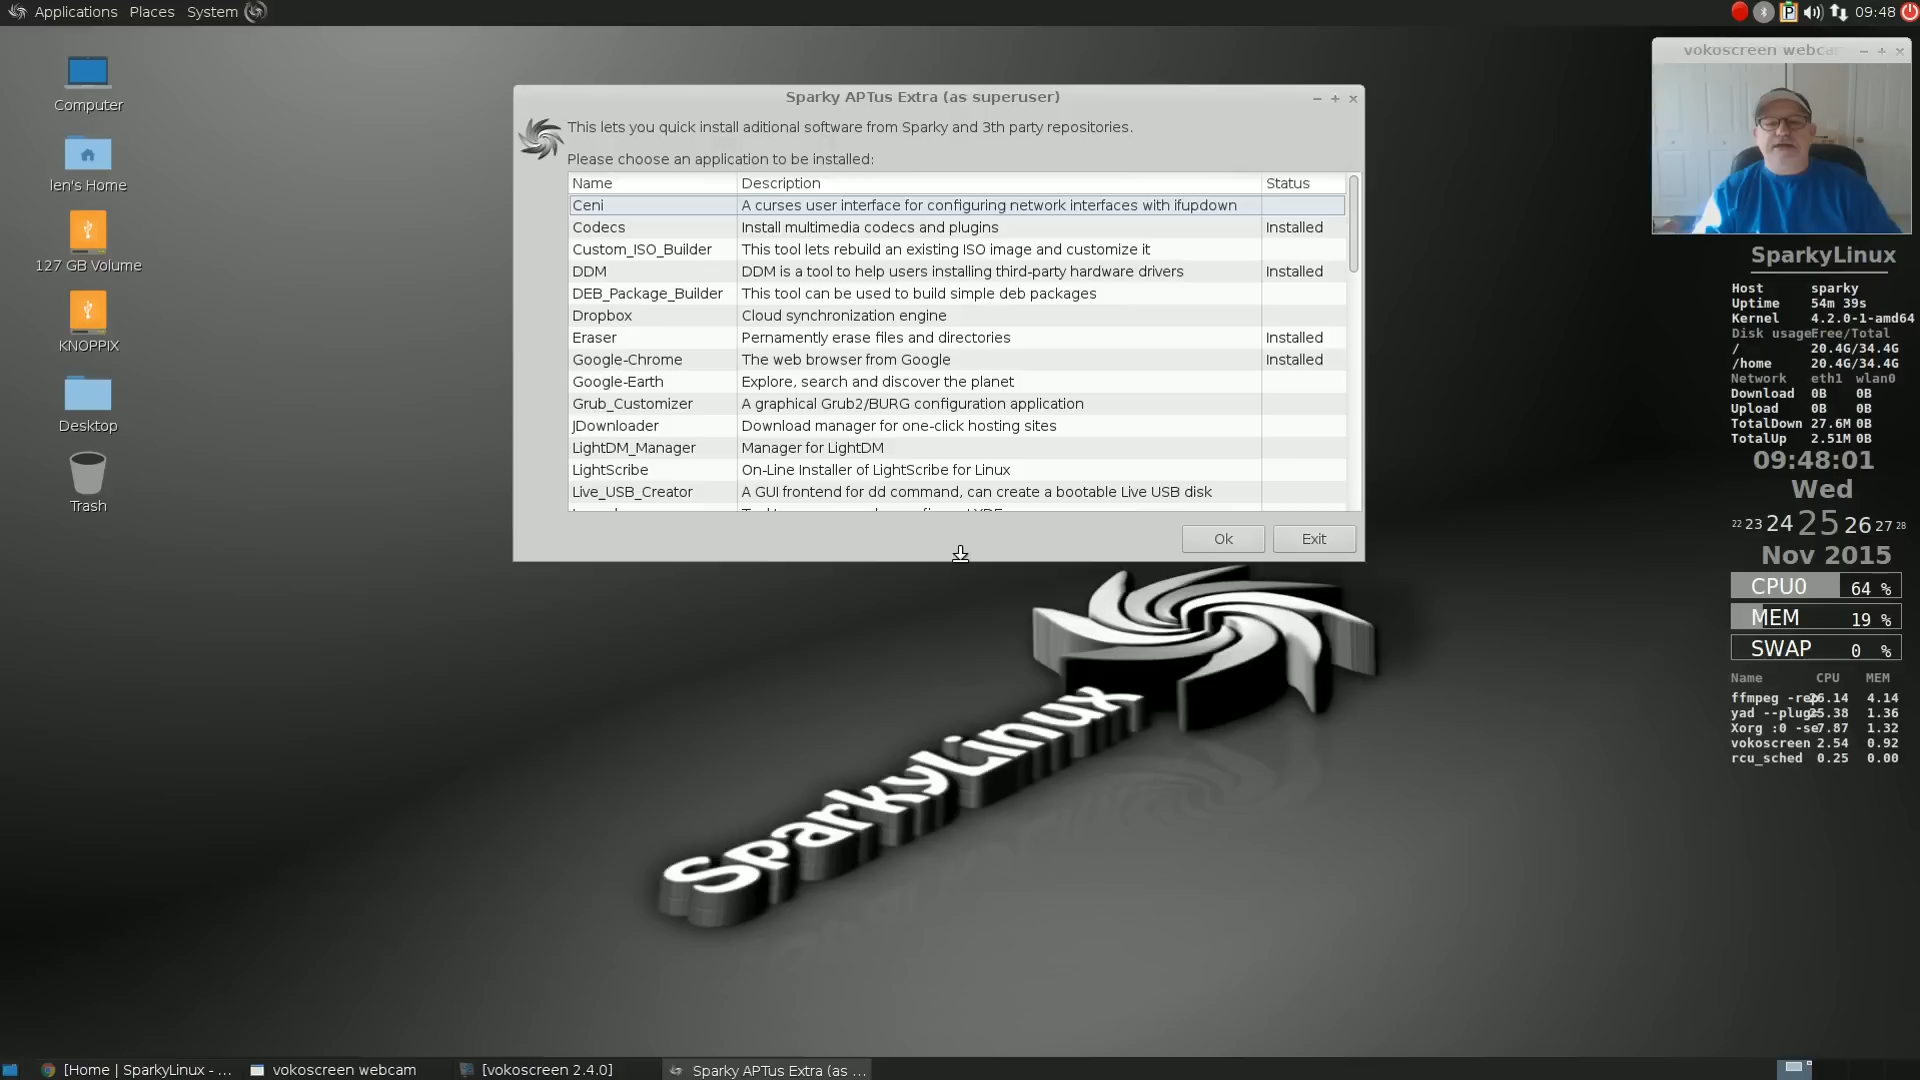 Applications Places System
09:48
Computer
len's Home
127 GB Volume
KNOPPIX
Desktop
Trash
Sparky APTus Extra (as superuser)
This lets you quick install aditional software from Sparky and 3th party repositories.
Please choose an application to be installed:
Name Description Status
Ceni A curses user interface for configuring network interfaces with ifupdown
Codecs Install multimedia codecs and plugins Installed
Custom_ISO_Builder This tool lets rebuild an existing ISO image and customize it
DDM DDM is a tool to help users installing third-party hardware drivers Installed
DEB_Package_Builder This tool can be used to build simple deb packages
Dropbox Cloud synchronization engine
Eraser Pernamently erase files and directories Installed
Google-Chrome The web browser from Google Installed
Google-Earth Explore, search and discover the planet
Grub_Customizer A graphical Grub2/BURG configuration application
JDownloader Download manager for one-click hosting sites
LightDM_Manager Manager for LightDM
LightScribe On-Line Installer of LightScribe for Linux
Live_USB_Creator A GUI frontend for dd command, can create a bootable Live USB disk
Ok Exit
SparkyLinux
vokoscreen webca
SparkyLinux
Host sparky
Uptime 54m 39s
Kernel 4.2.0-1-amd64
Disk usage Free/Total
/ 20.4G/34.4G
/home 20.4G/34.4G
Network eth1 wlan0
Download 0B 0B
Upload 0B 0B
TotalDown 27.6M 0B
TotalUp 2.51M 0B
09:48:01
Wed
22 23 24 25 26 27 28
Nov 2015
CPU0 64 %
MEM 19 %
SWAP 0 %
Name CPU MEM
ffmpeg 26.14 4.14
yad 25.38 1.36
Xorg :0 7.87 1.32
vokoscreen 2.54 0.92
rcu_sched 0.25 0.00
[Home | SparkyLinux - ...
vokoscreen webcam
[vokoscreen 2.4.0]
Sparky APTus Extra (as ...